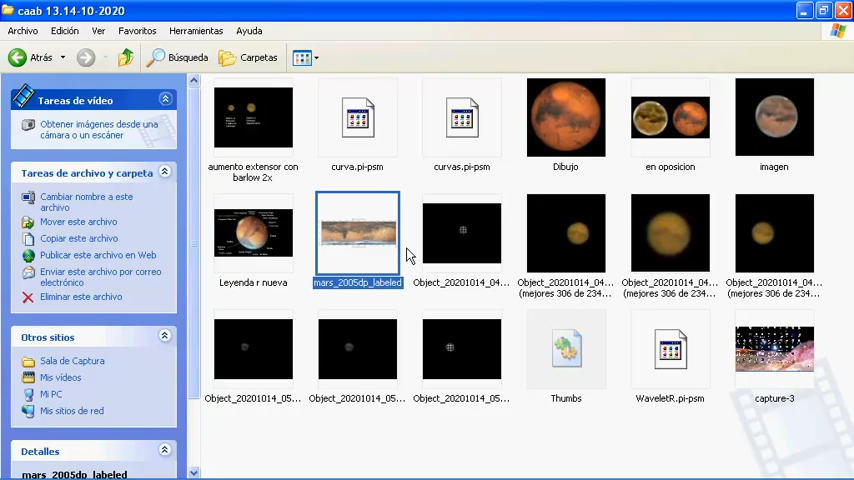 caab 13.14-10-2020
Archivo Edición Ver Favoritos Herramientas Ayuda
Atrás Búsqueda Carpetas
Tareas de vídeo
Obtener imágenes desde una
cámara o un escáner
Tareas de archivo y carpeta
Cambiar nombre a este
archivo
Mover este archivo
Copiar este archivo
Publicar este archivo en Web
Enviar este archivo por correo
electrónico
Eliminar este archivo
Otros sitios
Sala de Captura
Mis vídeos
Mi PC
Mis sitios de red
Detalles
mars_2005dp_labeled
aumento extensor con
barlow 2x
curva.pi-psm
curvas.pi-psm
Dibujo
en oposicion
imagen
Leyenda r nueva
mars_2005dp_labeled
Object_20201014_04...
Object_20201014_04...
(mejores 306 de 234...
Object_20201014_04...
(mejores 306 de 234...
Object_20201014_04...
(mejores 306 de 234...
Object_20201014_05...
Object_20201014_05...
Object_20201014_05...
Thumbs
WaveletR.pi-psm
capture-3